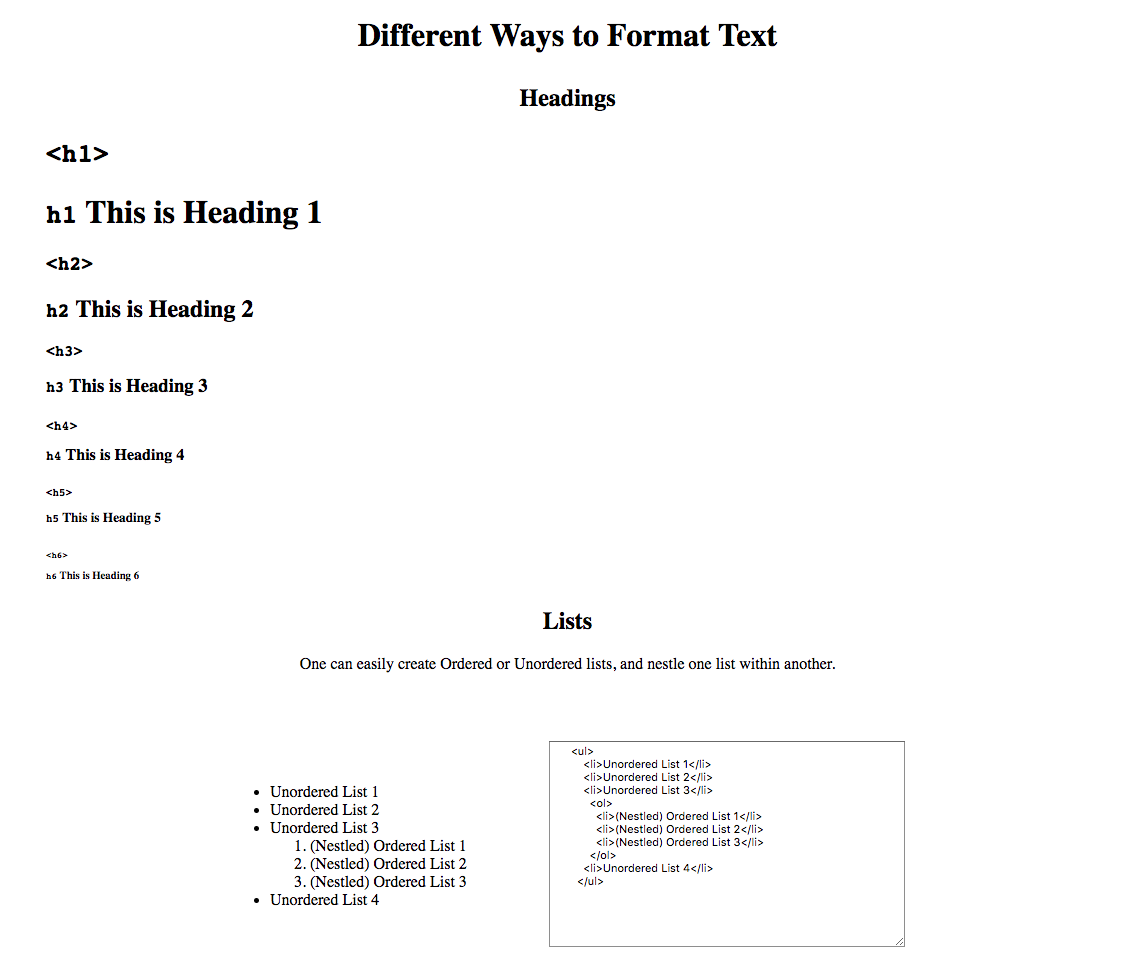 Different Ways to Format Text
Headings
<h1>
h1 This is Heading 1
<h2>
h2 This is Heading 2
<h3>
h3 This is Heading 3
<h4>
h4 This is Heading 4
<h5>
h5 This is Heading 5
<h6>
h6 This is Heading 6
Lists
One can easily create Ordered or Unordered lists, and nestle one list within another.
• Unordered List 1
• Unordered List 2
• Unordered List 3
1. (Nestled) Ordered List 1
2. (Nestled) Ordered List 2
3. (Nestled) Ordered List 3
• Unordered List 4
<ul>
<li>Unordered List 1</li>
<li>Unordered List 2</li>
<li>Unordered List 3</li>
<ol>
<li>(Nestled) Ordered List 1</li>
<li>(Nestled) Ordered List 2</li>
<li>(Nestled) Ordered List 3</li>
</ol>
<li>Unordered List 4</li>
</ul>